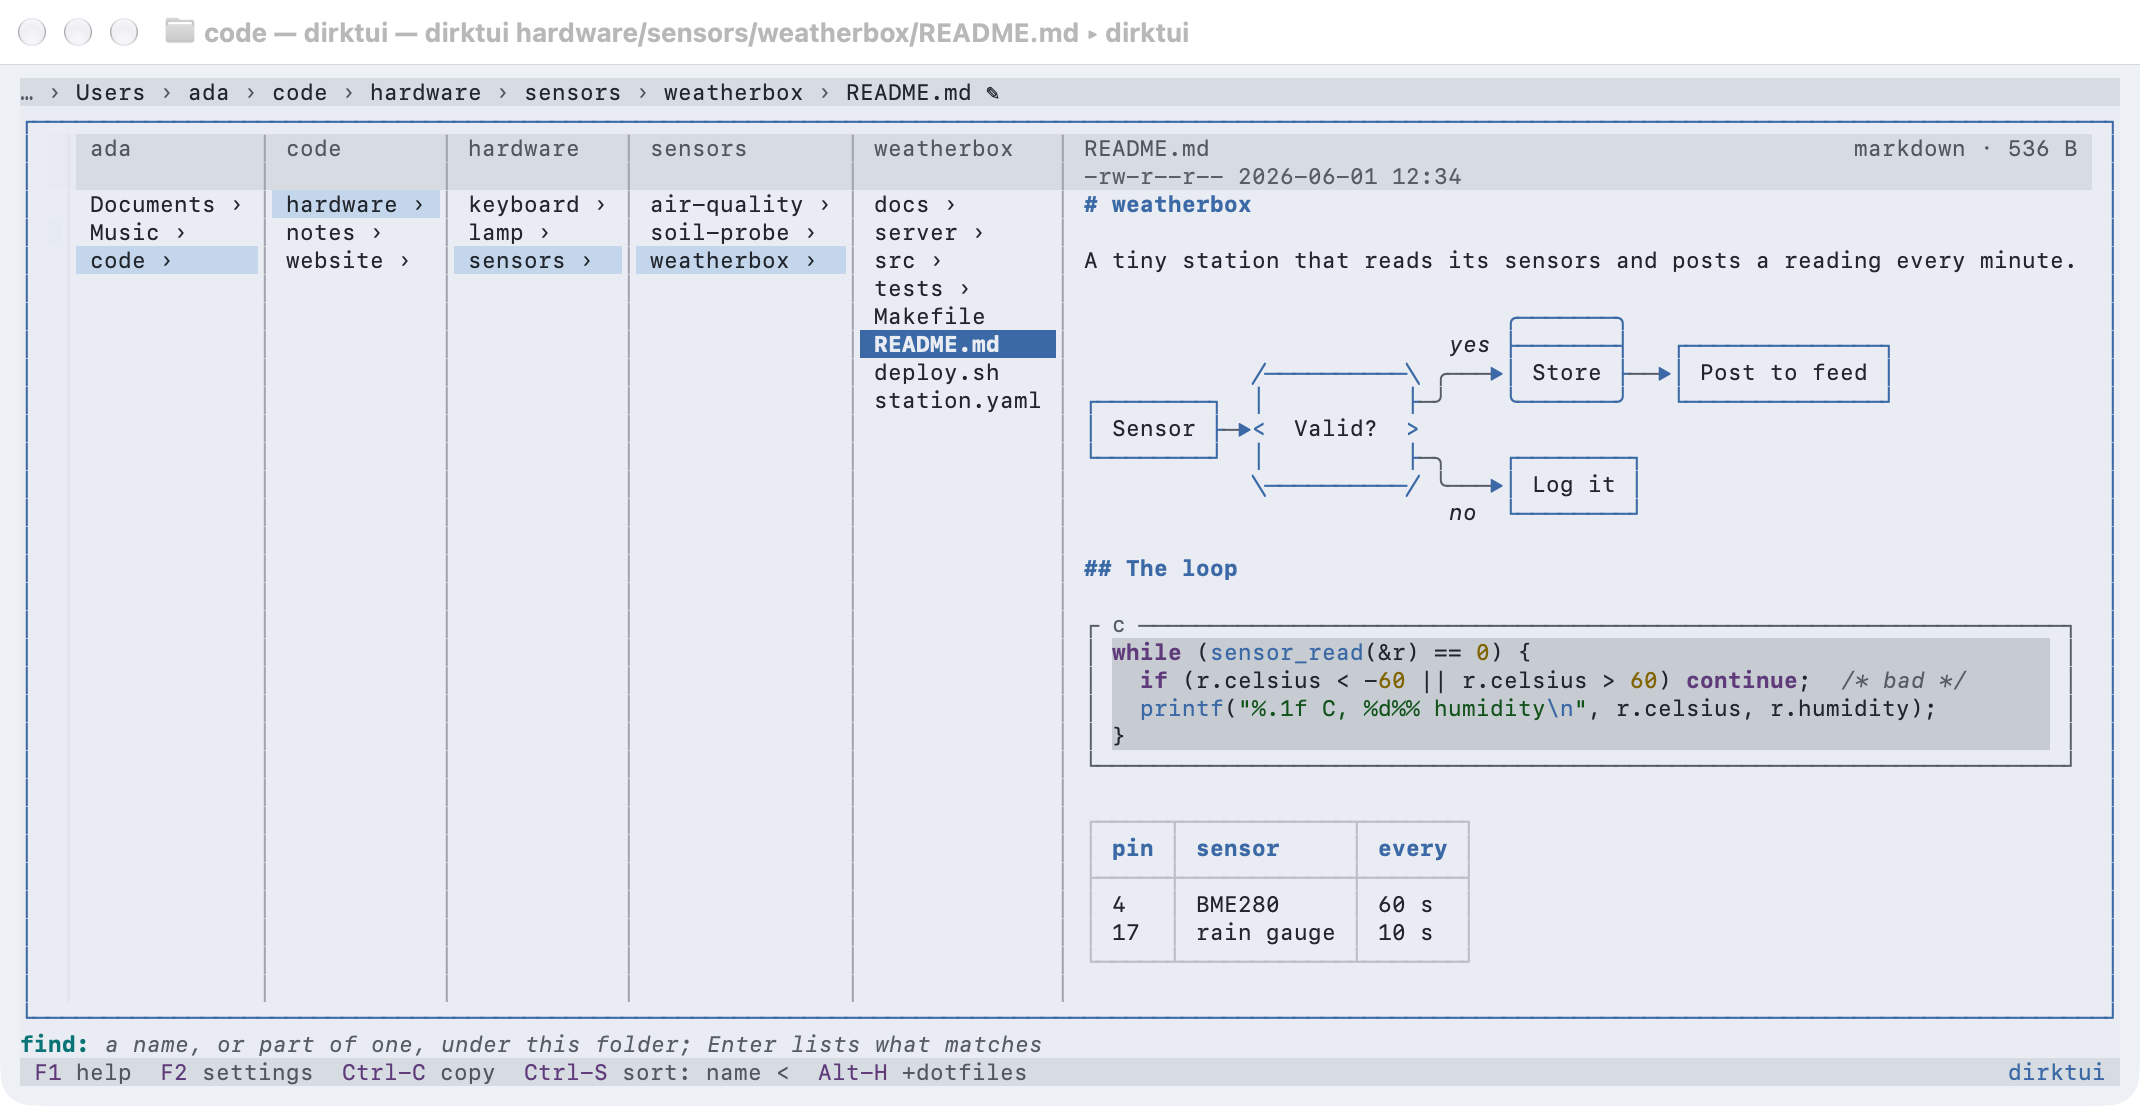 code — dirktui — dirktui hardware/sensors/weatherbox/README.md ▸ dirktui
… › Users › ada › code › hardware › sensors › weatherbox › README.md ✎
ada
Documents ›
Music ›
code ›
code
hardware ›
notes ›
website ›
hardware
keyboard ›
lamp ›
sensors ›
sensors
air-quality ›
soil-probe ›
weatherbox ›
weatherbox
docs ›
server ›
src ›
tests ›
Makefile
README.md
deploy.sh
station.yaml
README.md markdown · 536 B
-rw-r--r-- 2026-06-01 12:34
# weatherbox
A tiny station that reads its sensors and posts a reading every minute.
Sensor
Valid?
yes
Store
Post to feed
no
Log it
## The loop
c
while (sensor_read(&r) == 0) {
  if (r.celsius < -60 || r.celsius > 60) continue;  /* bad */
  printf("%.1f C, %d%% humidity\n", r.celsius, r.humidity);
}
pin sensor every
4 BME280 60 s
17 rain gauge 10 s
find: a name, or part of one, under this folder; Enter lists what matches
F1 help  F2 settings  Ctrl-C copy  Ctrl-S sort: name <  Alt-H +dotfiles dirktui